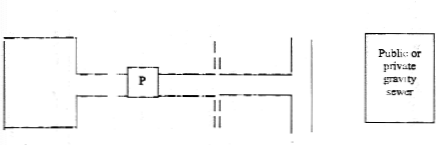 P
Public or
private
gravity
sewer